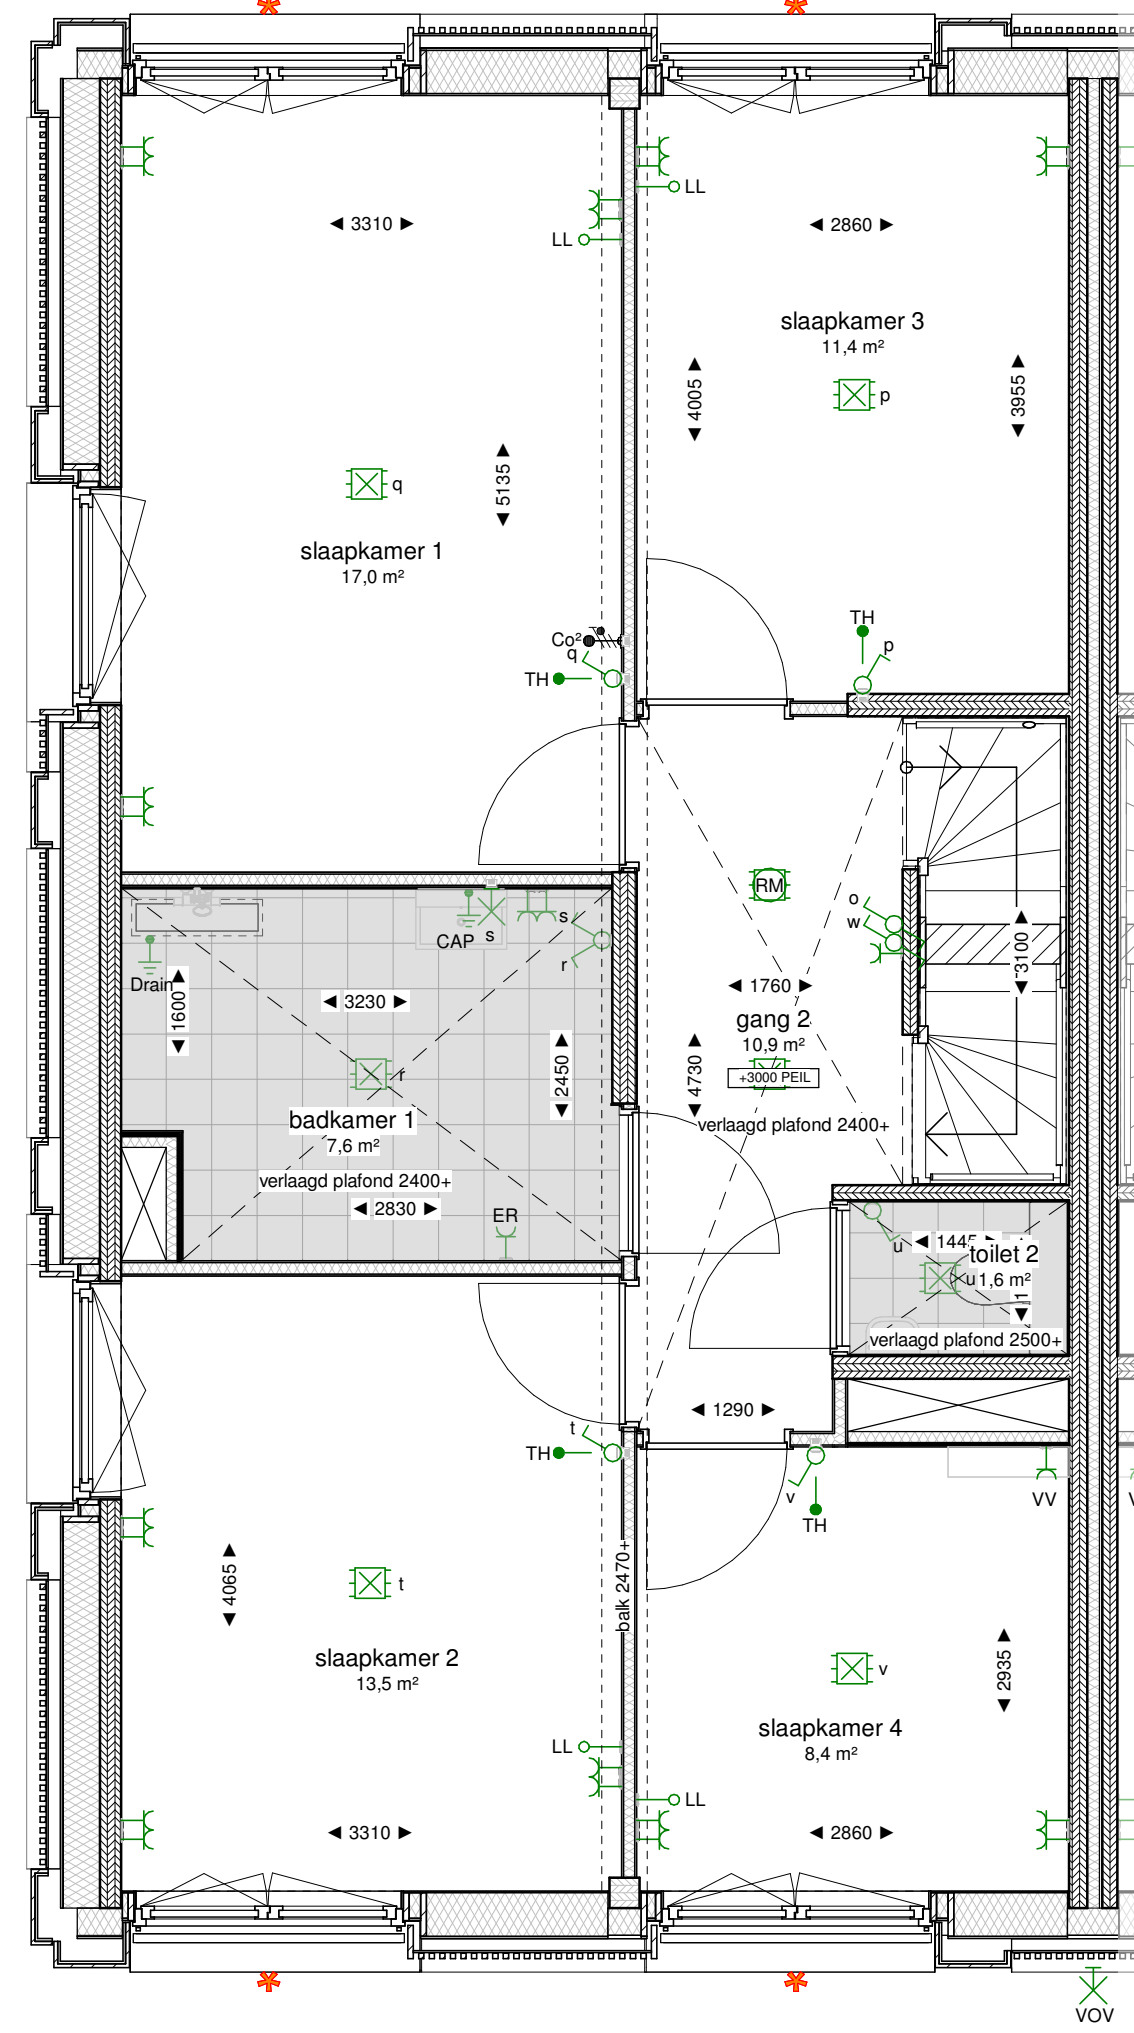 3310
2860
LL
LL
slaapkamer 3
11,4 m²
4005
3955
p
q
5135
slaapkamer 1
17,0 m²
TH
p
Co²
q
TH
RM
o
w
s
CAP
s
r
Drain
1600
3230
3100
1760
gang 2
10,9 m²
2450
4730
r
+3000 PEIL
badkamer 1
7,6 m²
verlaagd plafond 2400+
verlaagd plafond 2400+
2830
ER
u
toilet 2
u
1,6 m²
verlaagd plafond 2500+
1290
t
TH
v
TH
VV
balk 2470+
4065
t
slaapkamer 2
13,5 m²
2935
v
slaapkamer 4
8,4 m²
LL
LL
3310
2860
VOV